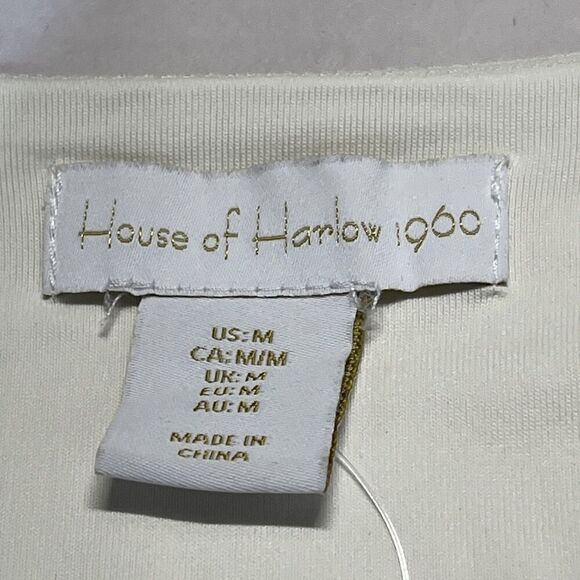 House of Harlow 1960
US: M
CA: M/M
UK: M
EU: M
AU: M
MADE IN
CHINA